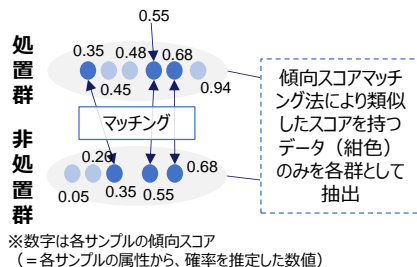 0.55
処置群
0.35
0.48
0.68
0.45
0.94
マッチング
非処置群
0.20
0.68
0.05
0.35
0.55
傾向スコアマッ
チング法により類似
したスコアを持つ
データ（紺色）
のみを各群として
抽出
※数字は各サンプルの傾向スコア
（＝各サンプルの属性から、確率を推定した数値）